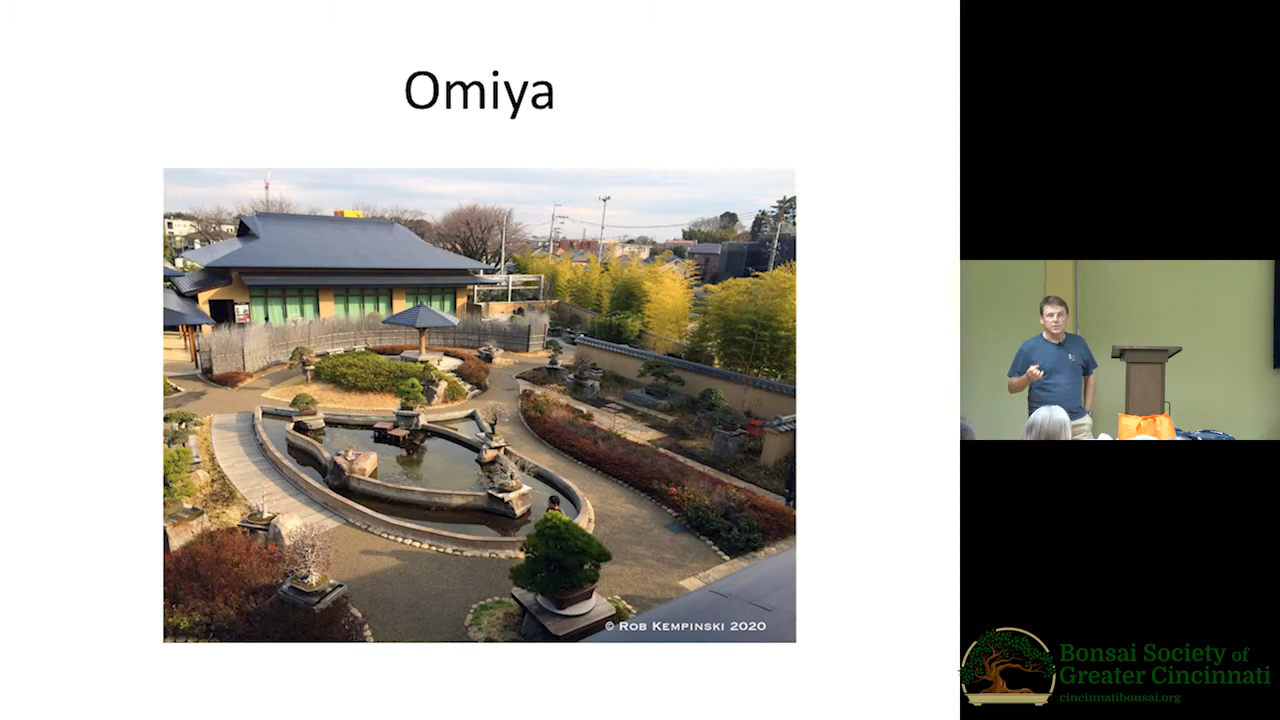 Omiya
© Rob Kempinski 2020
Bonsai Society of
Greater Cincinnati
cincinnatibonsai.org